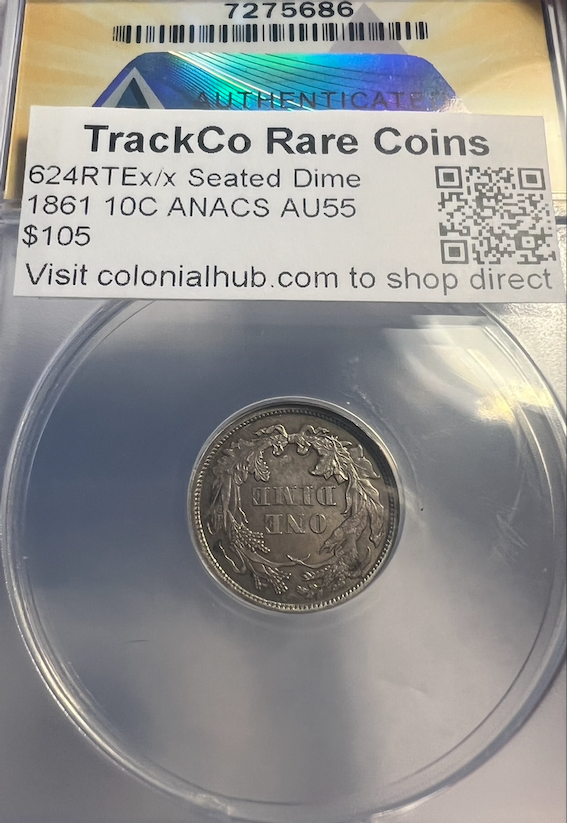 7275686
AUTHENTICATE
TrackCo Rare Coins
624RTEx/x Seated Dime
1861 10C ANACS AU55
$105
Visit colonialhub.com to shop direct
ONE
DIME